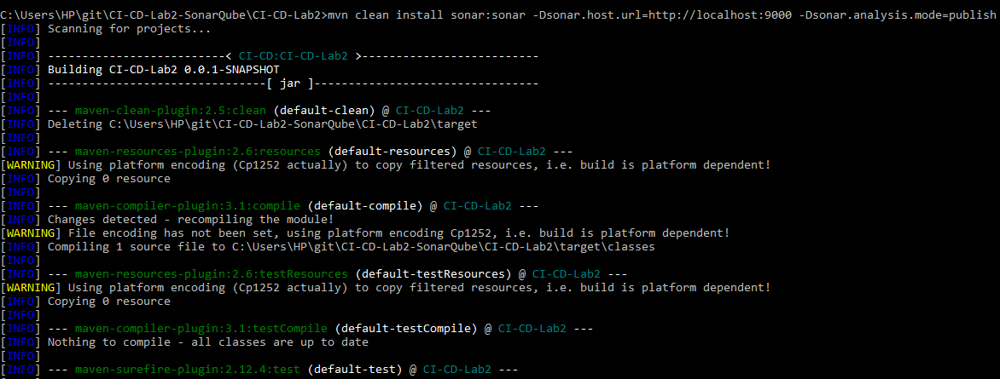 C:\Users\HP\git\CI-CD-Lab2-SonarQube\CI-CD-Lab2>mvn clean install sonar:sonar -Dsonar.host.url=http://localhost:9000 -Dsonar.analysis.mode=publish
[INFO] Scanning for projects...
[INFO]
[INFO] --------------------------< CI-CD:CI-CD-Lab2 >--------------------------
[INFO] Building CI-CD-Lab2 0.0.1-SNAPSHOT
[INFO] --------------------------------[ jar ]---------------------------------
[INFO]
[INFO] --- maven-clean-plugin:2.5:clean (default-clean) @ CI-CD-Lab2 ---
[INFO] Deleting C:\Users\HP\git\CI-CD-Lab2-SonarQube\CI-CD-Lab2\target
[INFO]
[INFO] --- maven-resources-plugin:2.6:resources (default-resources) @ CI-CD-Lab2 ---
[WARNING] Using platform encoding (Cp1252 actually) to copy filtered resources, i.e. build is platform dependent!
[INFO] Copying 0 resource
[INFO]
[INFO] --- maven-compiler-plugin:3.1:compile (default-compile) @ CI-CD-Lab2 ---
[INFO] Changes detected - recompiling the module!
[WARNING] File encoding has not been set, using platform encoding Cp1252, i.e. build is platform dependent!
[INFO] Compiling 1 source file to C:\Users\HP\git\CI-CD-Lab2-SonarQube\CI-CD-Lab2\target\classes
[INFO]
[INFO] --- maven-resources-plugin:2.6:testResources (default-testResources) @ CI-CD-Lab2 ---
[WARNING] Using platform encoding (Cp1252 actually) to copy filtered resources, i.e. build is platform dependent!
[INFO] Copying 0 resource
[INFO]
[INFO] --- maven-compiler-plugin:3.1:testCompile (default-testCompile) @ CI-CD-Lab2 ---
[INFO] Nothing to compile - all classes are up to date
[INFO]
[INFO] --- maven-surefire-plugin:2.12.4:test (default-test) @ CI-CD-Lab2 ---